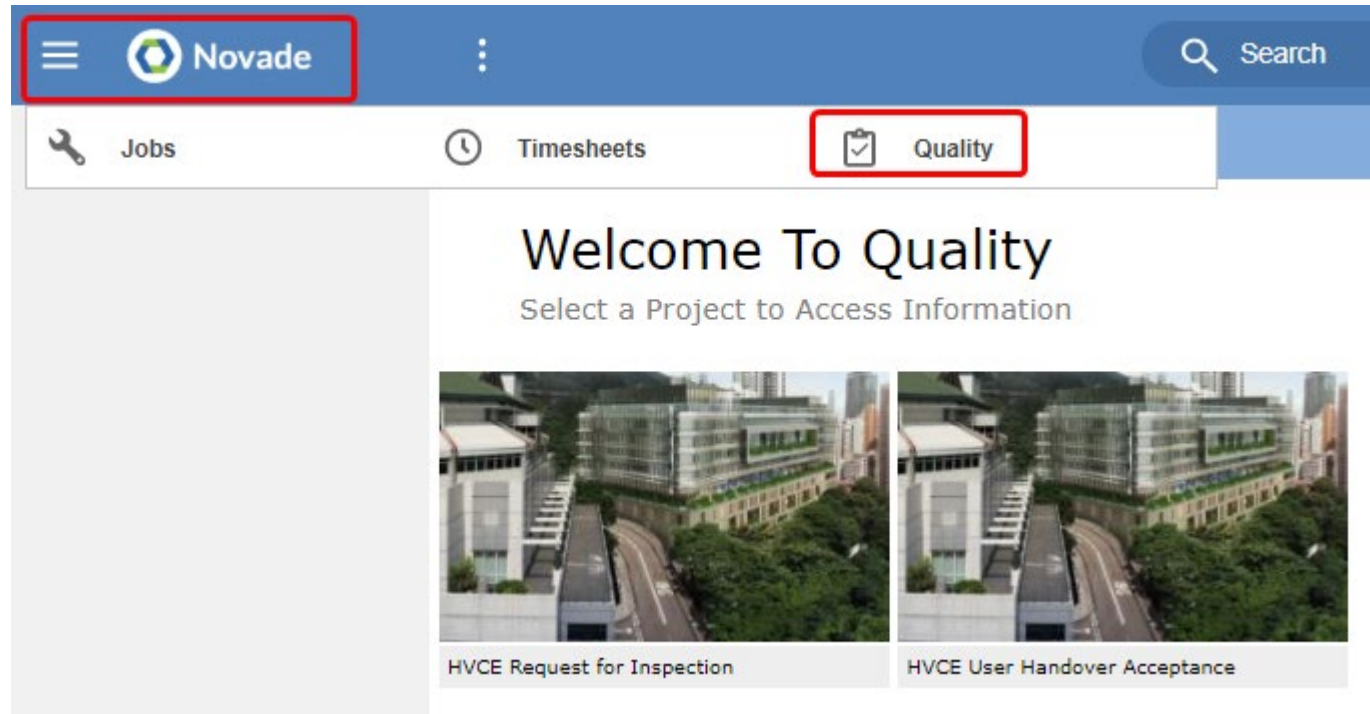 Novade
Search
Jobs
Timesheets
Quality
Welcome To Quality
Select a Project to Access Information
HVCE Request for Inspection
HVCE User Handover Acceptance